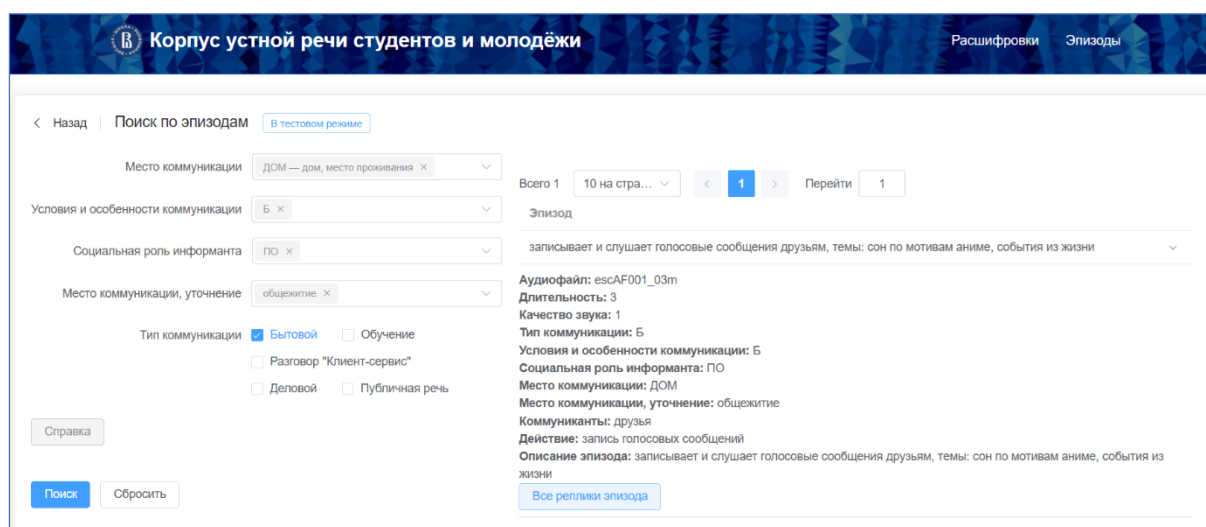 Корпус устной речи студентов и молодёжи
Расшифровки Эпизоды
Назад Поиск по эпизодам В тестовом режиме
Место коммуникации ДОМ — дом, место проживания
Условия и особенности коммуникации Б
Социальная роль информанта ПО
Место коммуникации, уточнение общежитие
Тип коммуникации Бытовой Обучение
Разговор "Клиент-сервис"
Деловой Публичная речь
Справка
Поиск Сбросить
Всего 1 10 на стра... 1 Перейти 1
Эпизод
записывает и слушает голосовые сообщения друзьям, темы: сон по мотивам аниме, события из жизни
Аудиофайл: escAF001_03m
Длительность: 3
Качество звука: 1
Тип коммуникации: Б
Условия и особенности коммуникации: Б
Социальная роль информанта: ПО
Место коммуникации: ДОМ
Место коммуникации, уточнение: общежитие
Коммуниканты: друзья
Действие: запись голосовых сообщений
Описание эпизода: записывает и слушает голосовые сообщения друзьям, темы: сон по мотивам аниме, события из
жизни
Все реплики эпизода